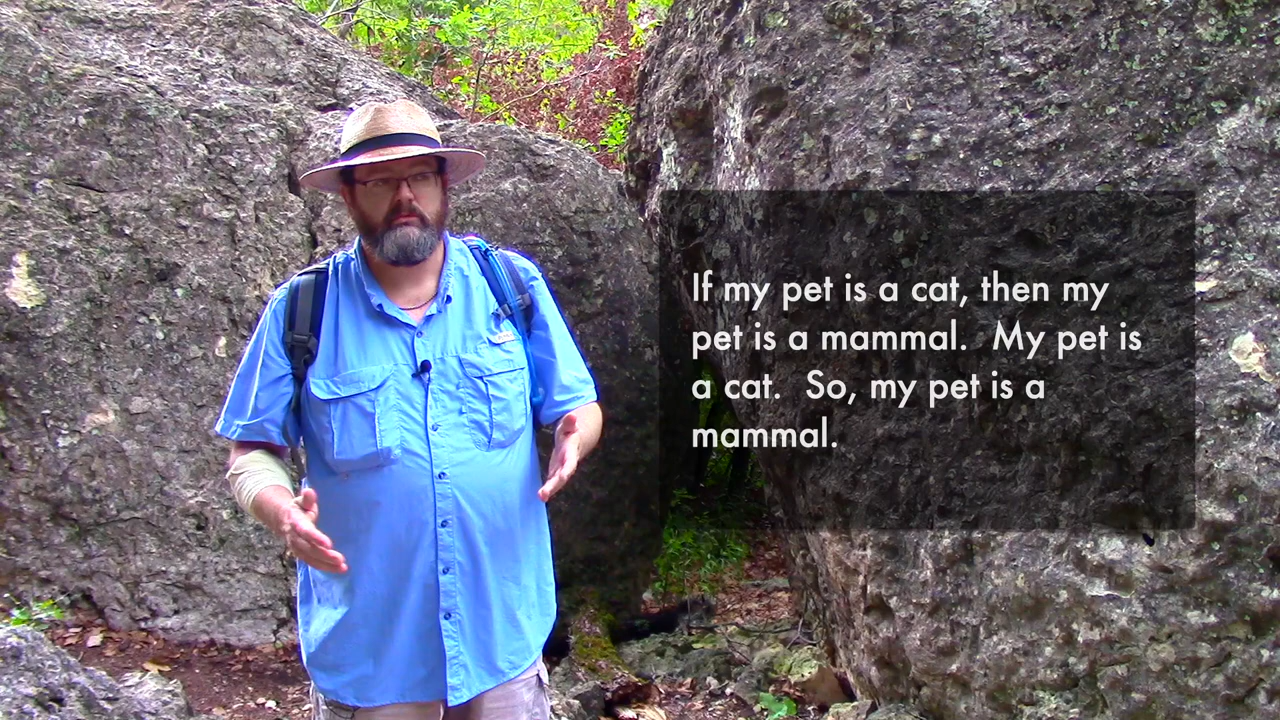 If my pet is a cat, then my
pet is a mammal.  My pet is
a cat.  So, my pet is a
mammal.